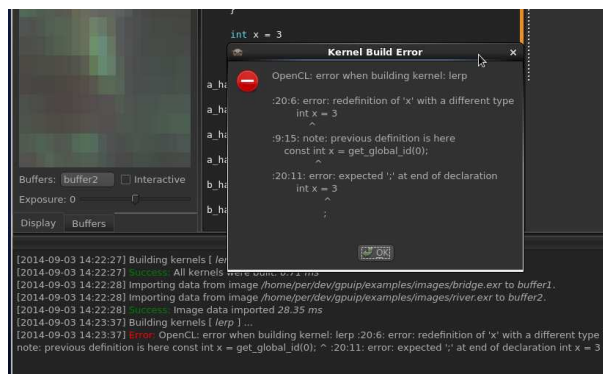 }
int x = 3
Kernel Build Error
OpenCL: error when building kernel: lerp
:20:6: error: redefinition of 'x' with a different type
int x = 3
^
:9:15: note: previous definition is here
const int x = get_global_id(0);
^
:20:11: error: expected ';' at end of declaration
int x = 3
^
;
OK
a_ha
a_ha
a_ha
a_ha
b_ha
b_ha
Buffers: buffer2 Interactive
Exposure: 0
Display Buffers
[2014-09-03 14:22:27] Building kernels [ ler
[2014-09-03 14:22:27] Success: All kernels were built. 6.71 ms
[2014-09-03 14:22:28] Importing data from image /home/per/dev/gpuip/examples/images/bridge.exr to buffer1.
[2014-09-03 14:22:28] Importing data from image /home/per/dev/gpuip/examples/images/river.exr to buffer2.
[2014-09-03 14:22:28] Success: Image data imported 28.35 ms
[2014-09-03 14:23:37] Building kernels [ lerp ] ...
[2014-09-03 14:23:37] Error: OpenCL: error when building kernel: lerp :20:6: error: redefinition of 'x' with a different type
note: previous definition is here const int x = get_global_id(0); ^ :20:11: error: expected ';' at end of declaration int x = 3